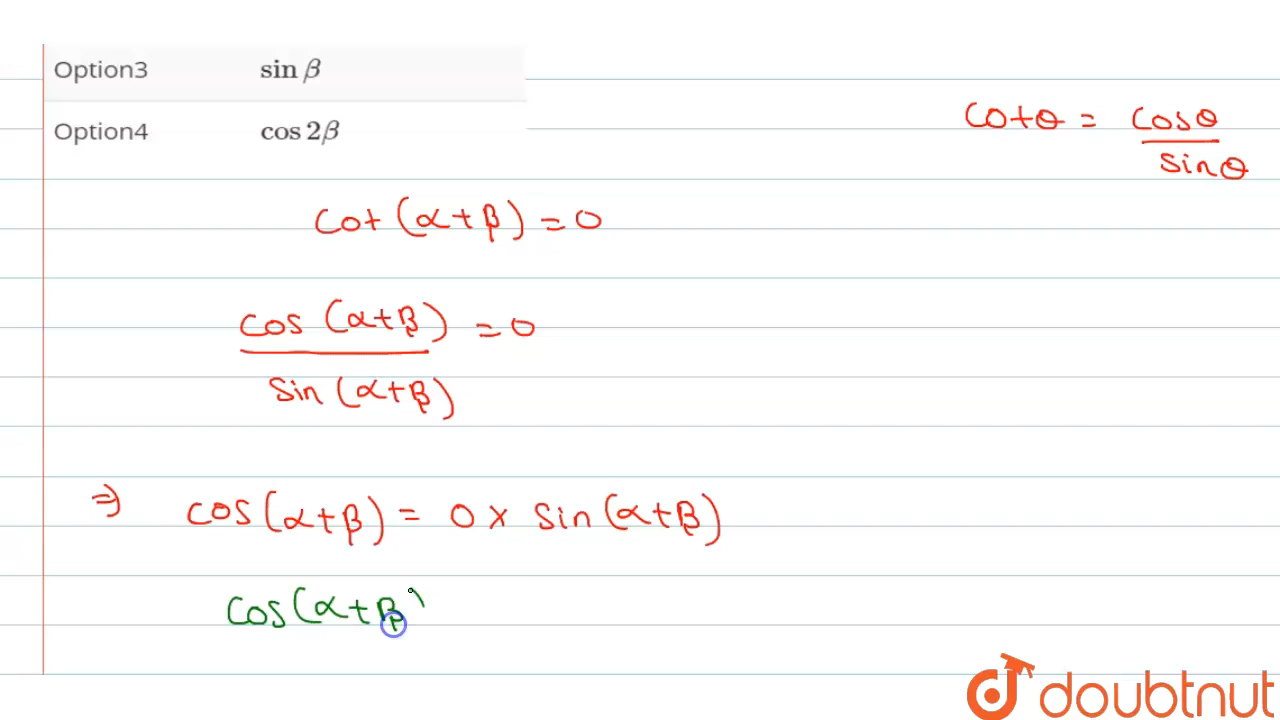 Option3 sin β
Option4 cos 2β
cotθ = cosθ
sinθ
cot (α+β) = 0
cos (α+β) = 0
sin (α+β)
⇒ cos(α+β) = 0 × sin(α+β)
cos(α+β)
doubtnut